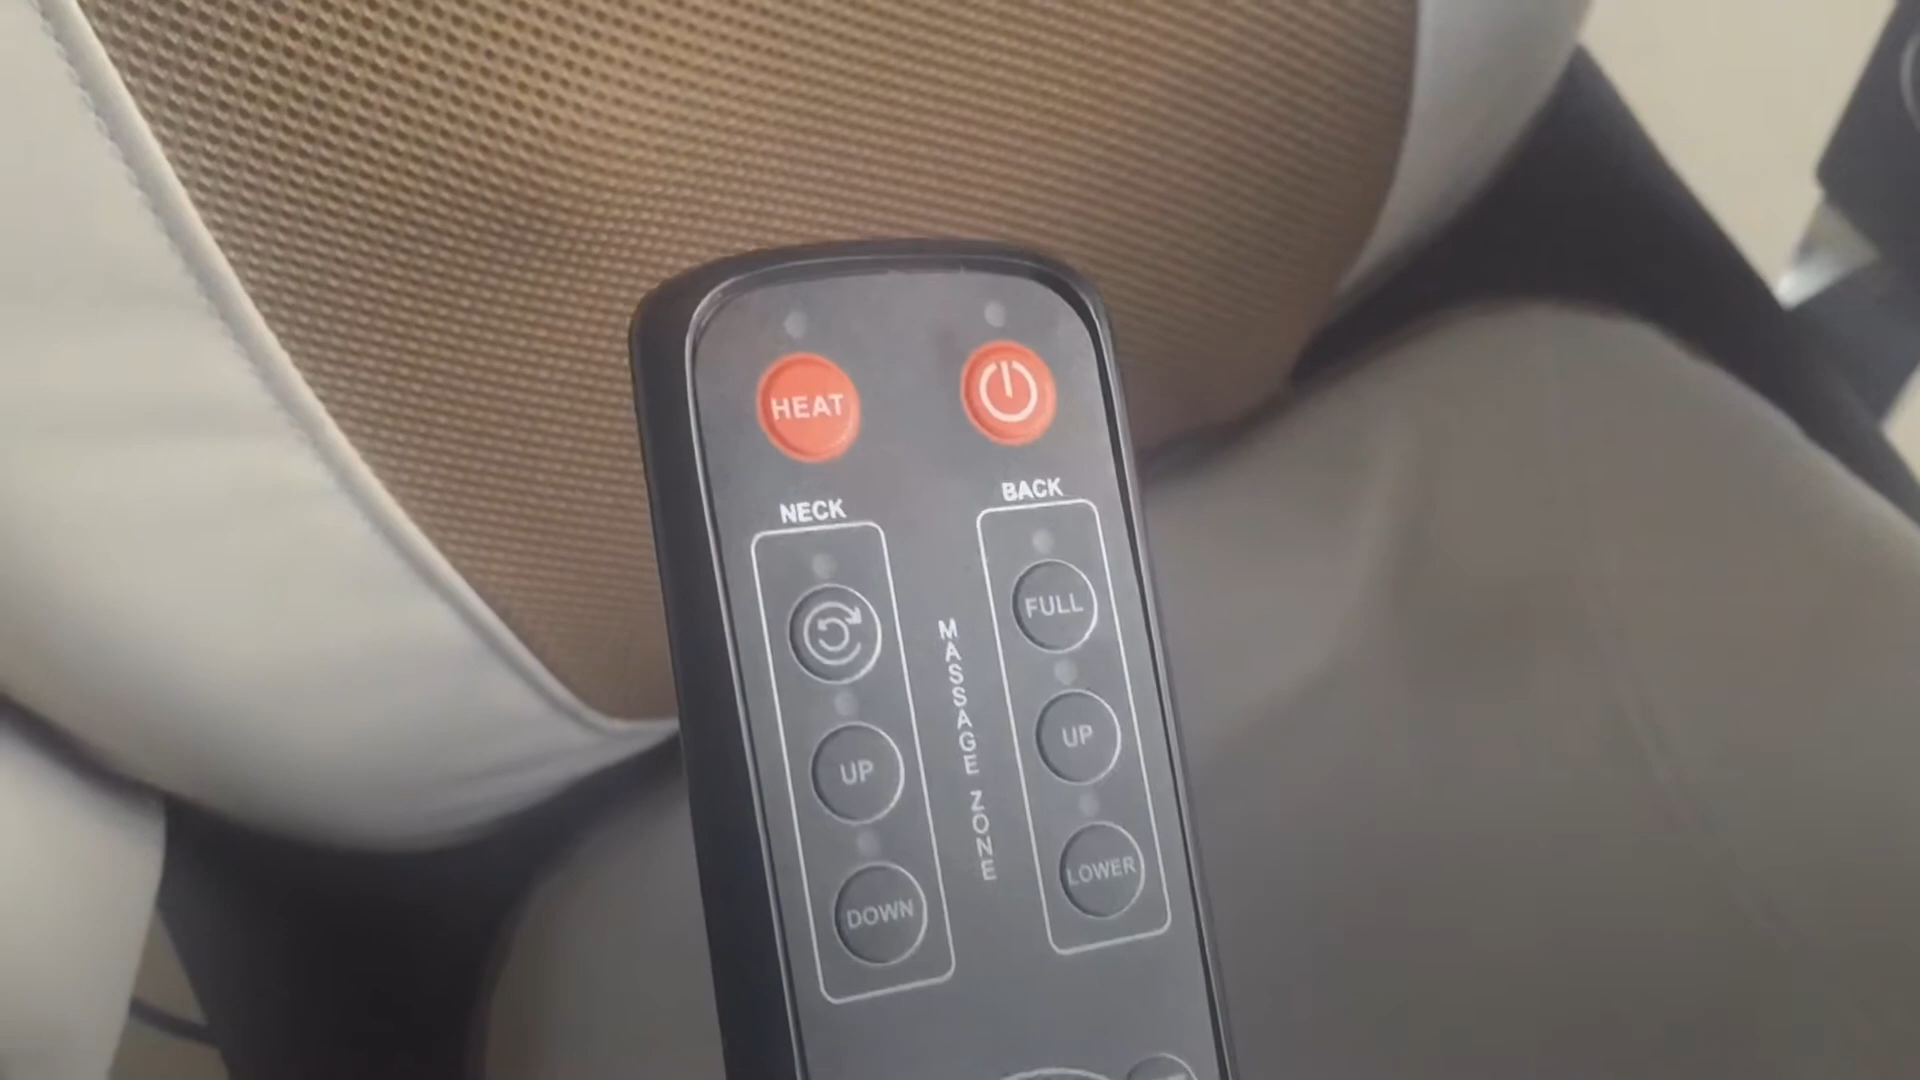 HEAT
NECK
BACK
FULL
UP
LOWER
MASSAGE ZONE
UP
DOWN